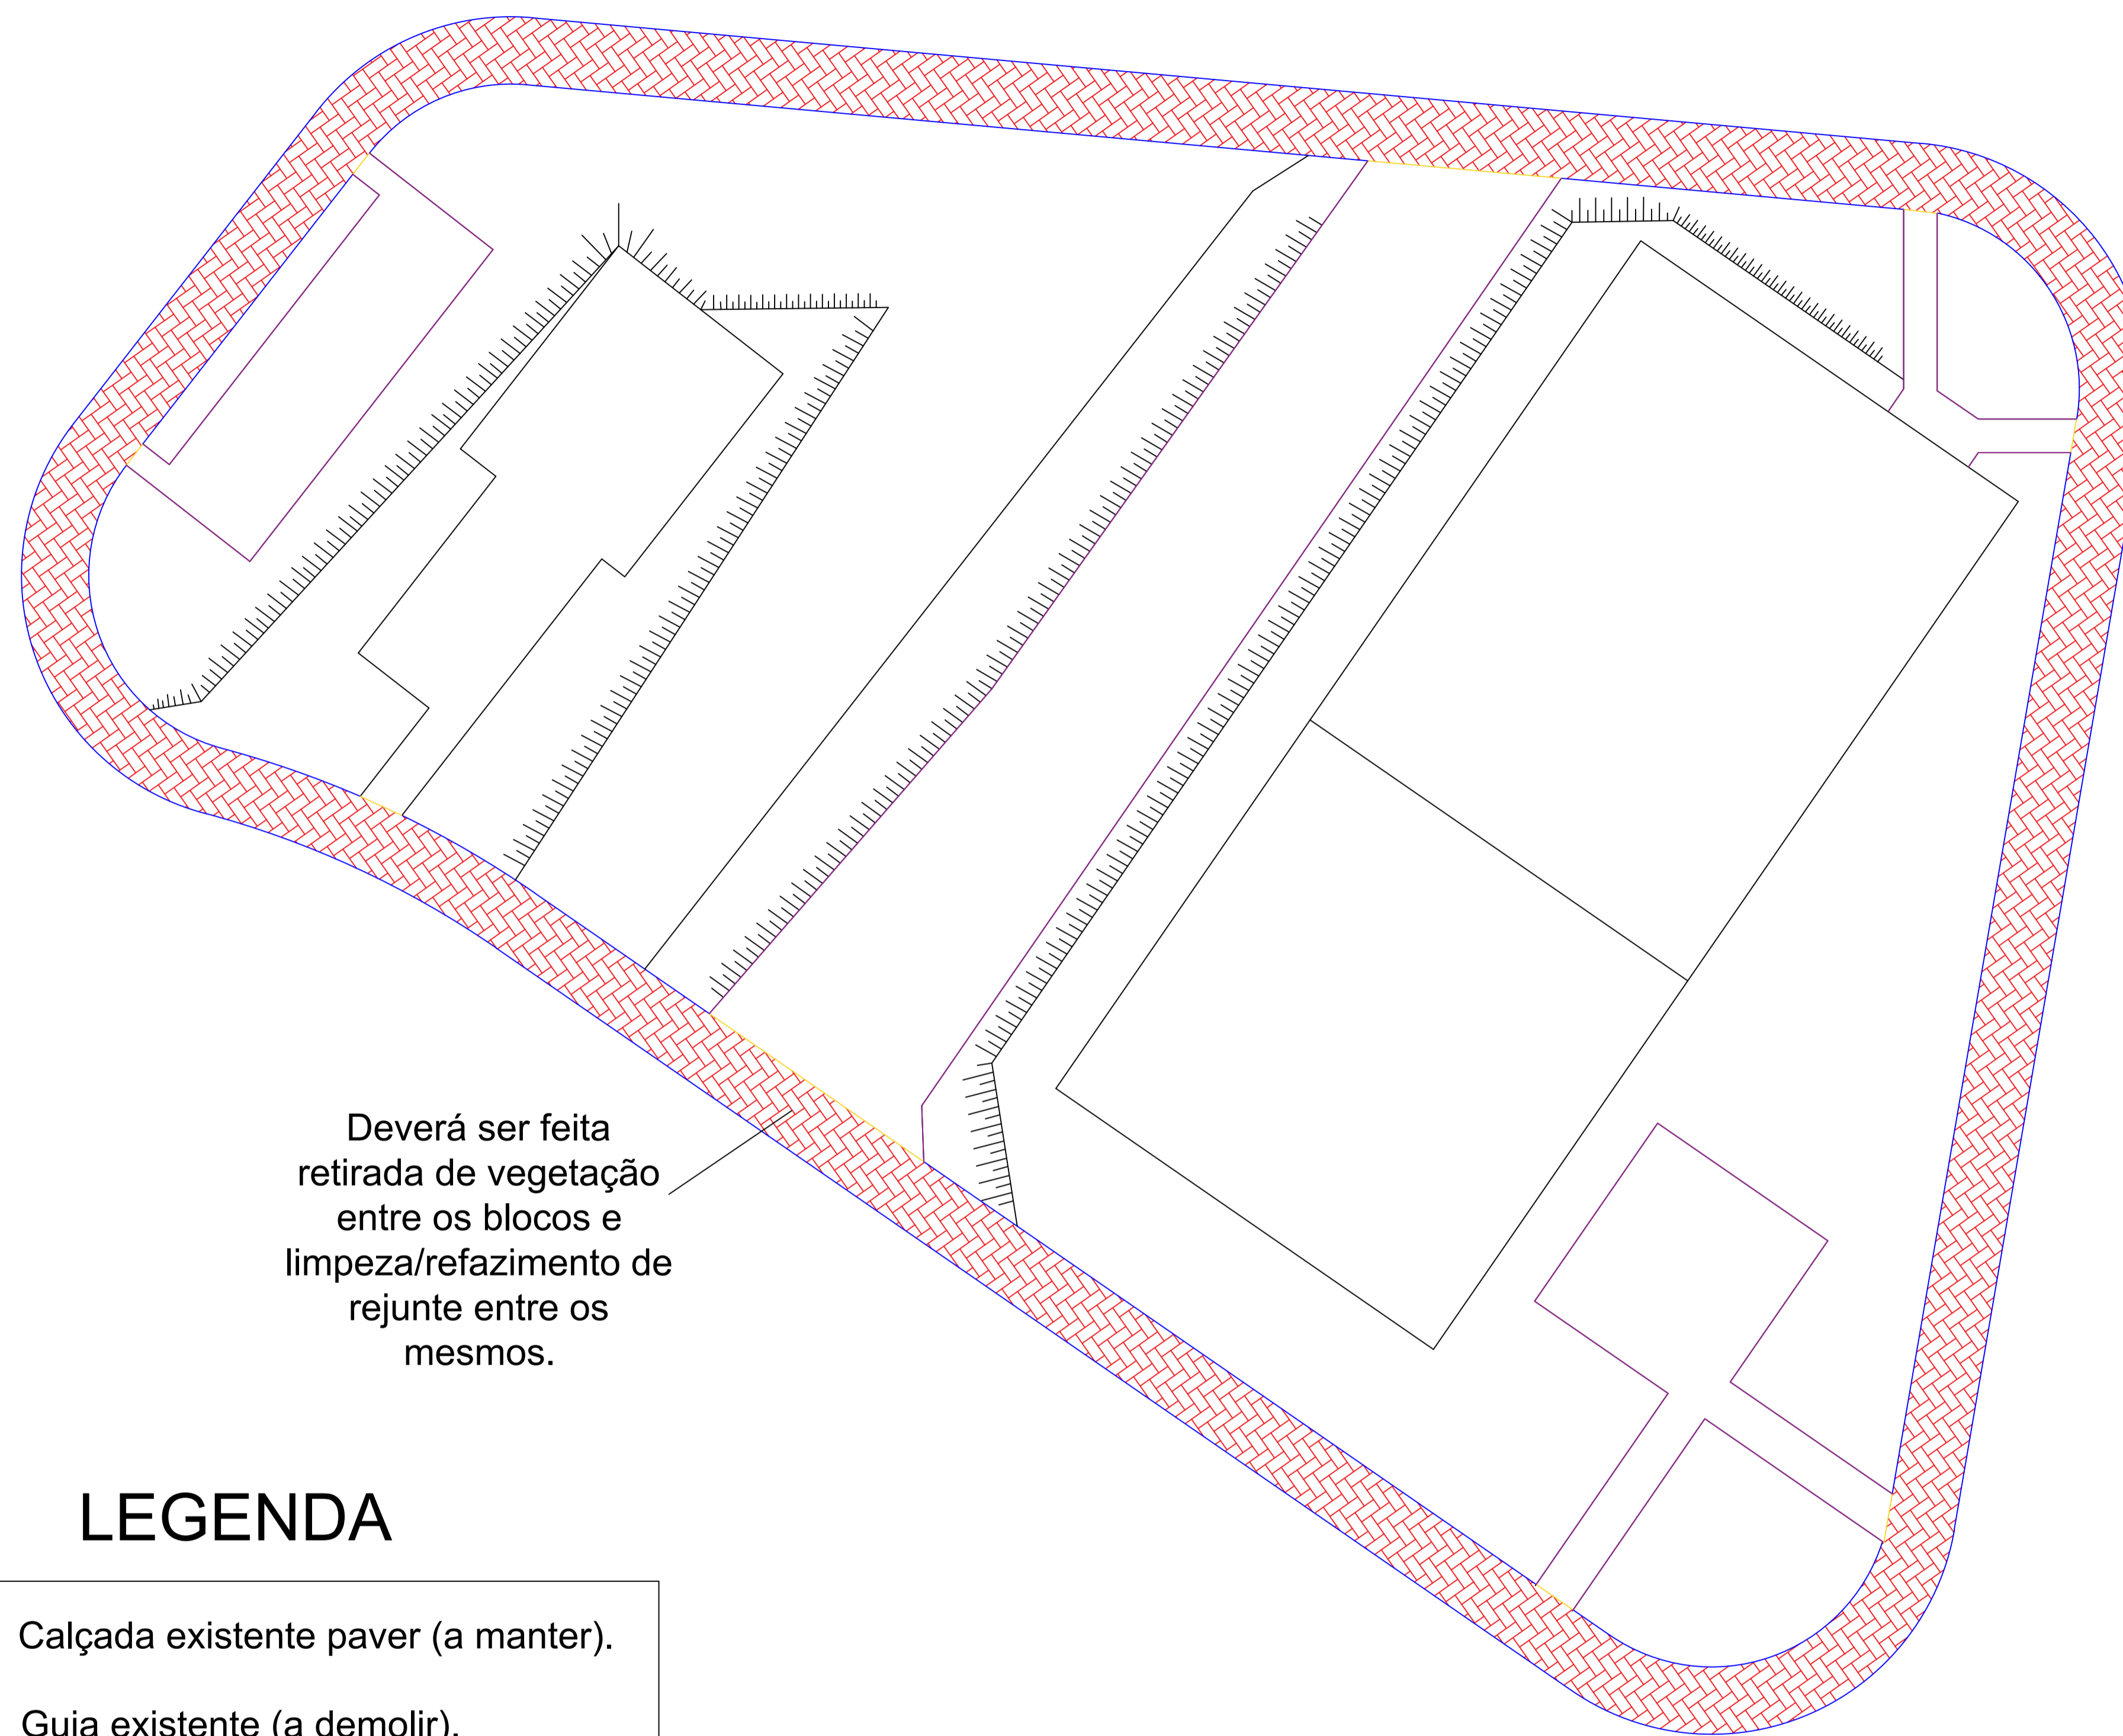 Deverá ser feita
retirada de vegetação
entre os blocos e
limpeza/refazimento de
rejunte entre os
mesmos.
LEGENDA
Calçada existente paver (a manter).
Guia existente (a demolir).